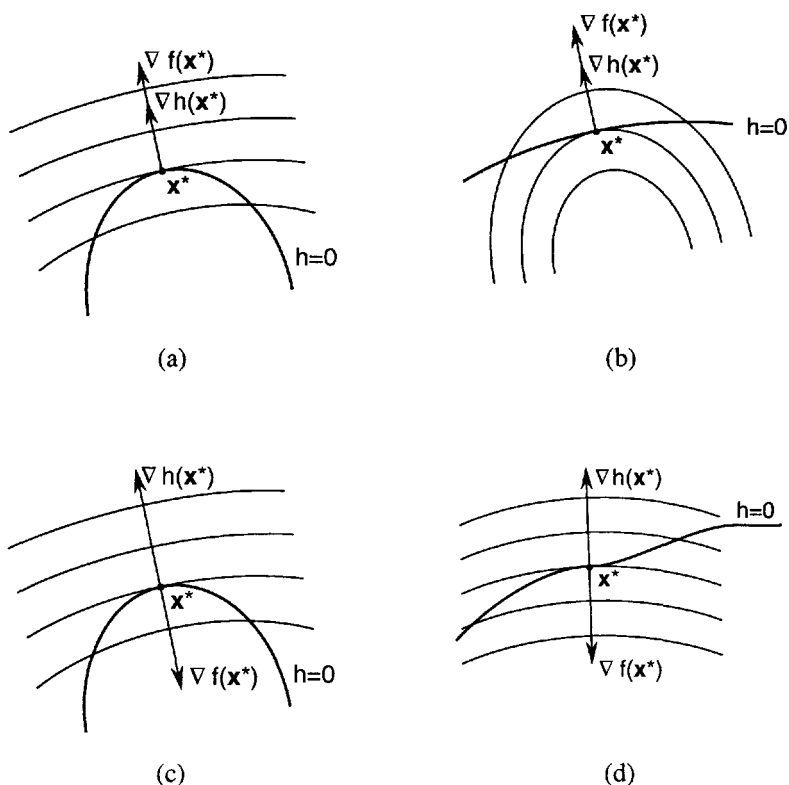 ∇ f(x*)
∇ h(x*)
x*
h=0
(a)
∇ f(x*)
∇ h(x*)
x*
h=0
(b)
∇ h(x*)
x*
∇ f(x*)
h=0
(c)
∇ h(x*)
h=0
x*
∇ f(x*)
(d)